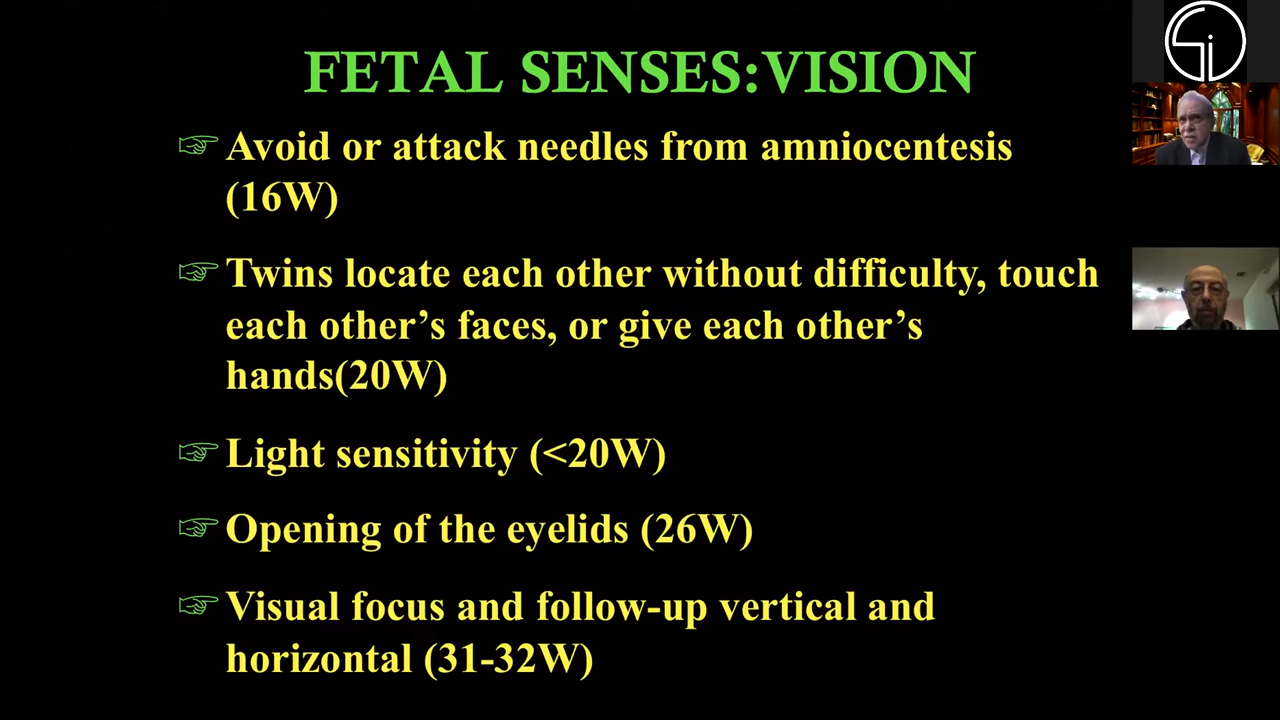 FETAL SENSES:VISION
☞ Avoid or attack needles from amniocentesis
(16W)
☞ Twins locate each other without difficulty, touch
each other’s faces, or give each other’s
hands(20W)
☞ Light sensitivity (<20W)
☞ Opening of the eyelids (26W)
☞ Visual focus and follow-up vertical and
horizontal (31-32W)